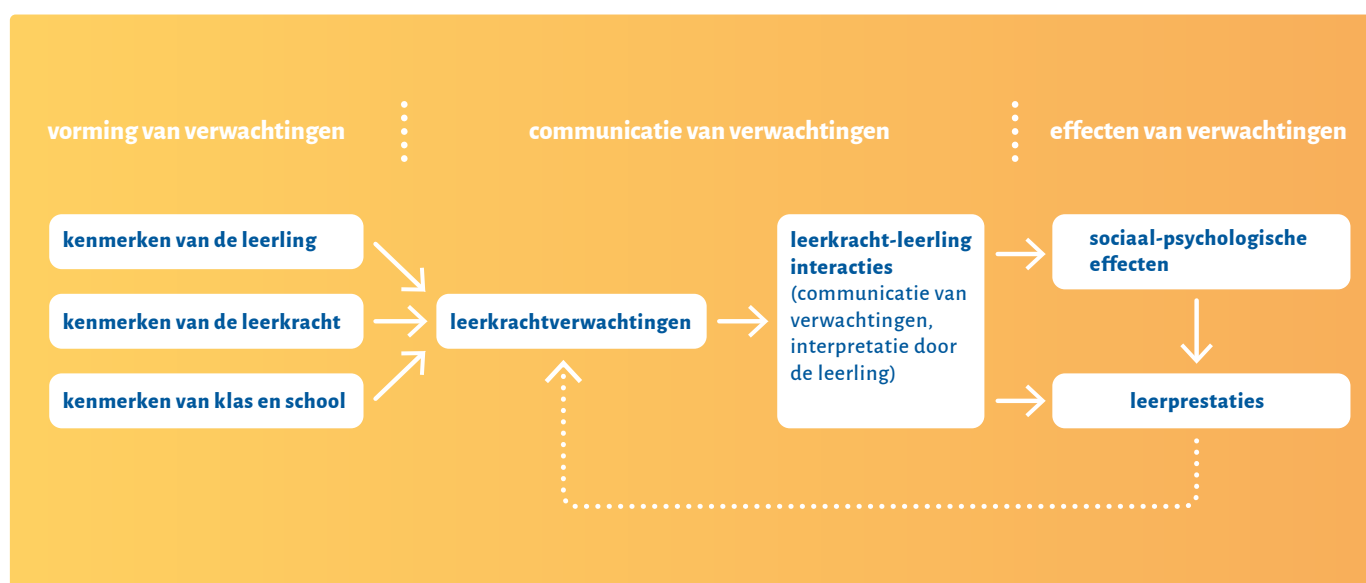 vorming van verwachtingen
communicatie van verwachtingen
effecten van verwachtingen
kenmerken van de leerling
kenmerken van de leerkracht
kenmerken van klas en school
leerkrachtverwachtingen
leerkracht-leerling
interacties
(communicatie van
verwachtingen,
interpretatie door
de leerling)
sociaal-psychologische
effecten
leerprestaties